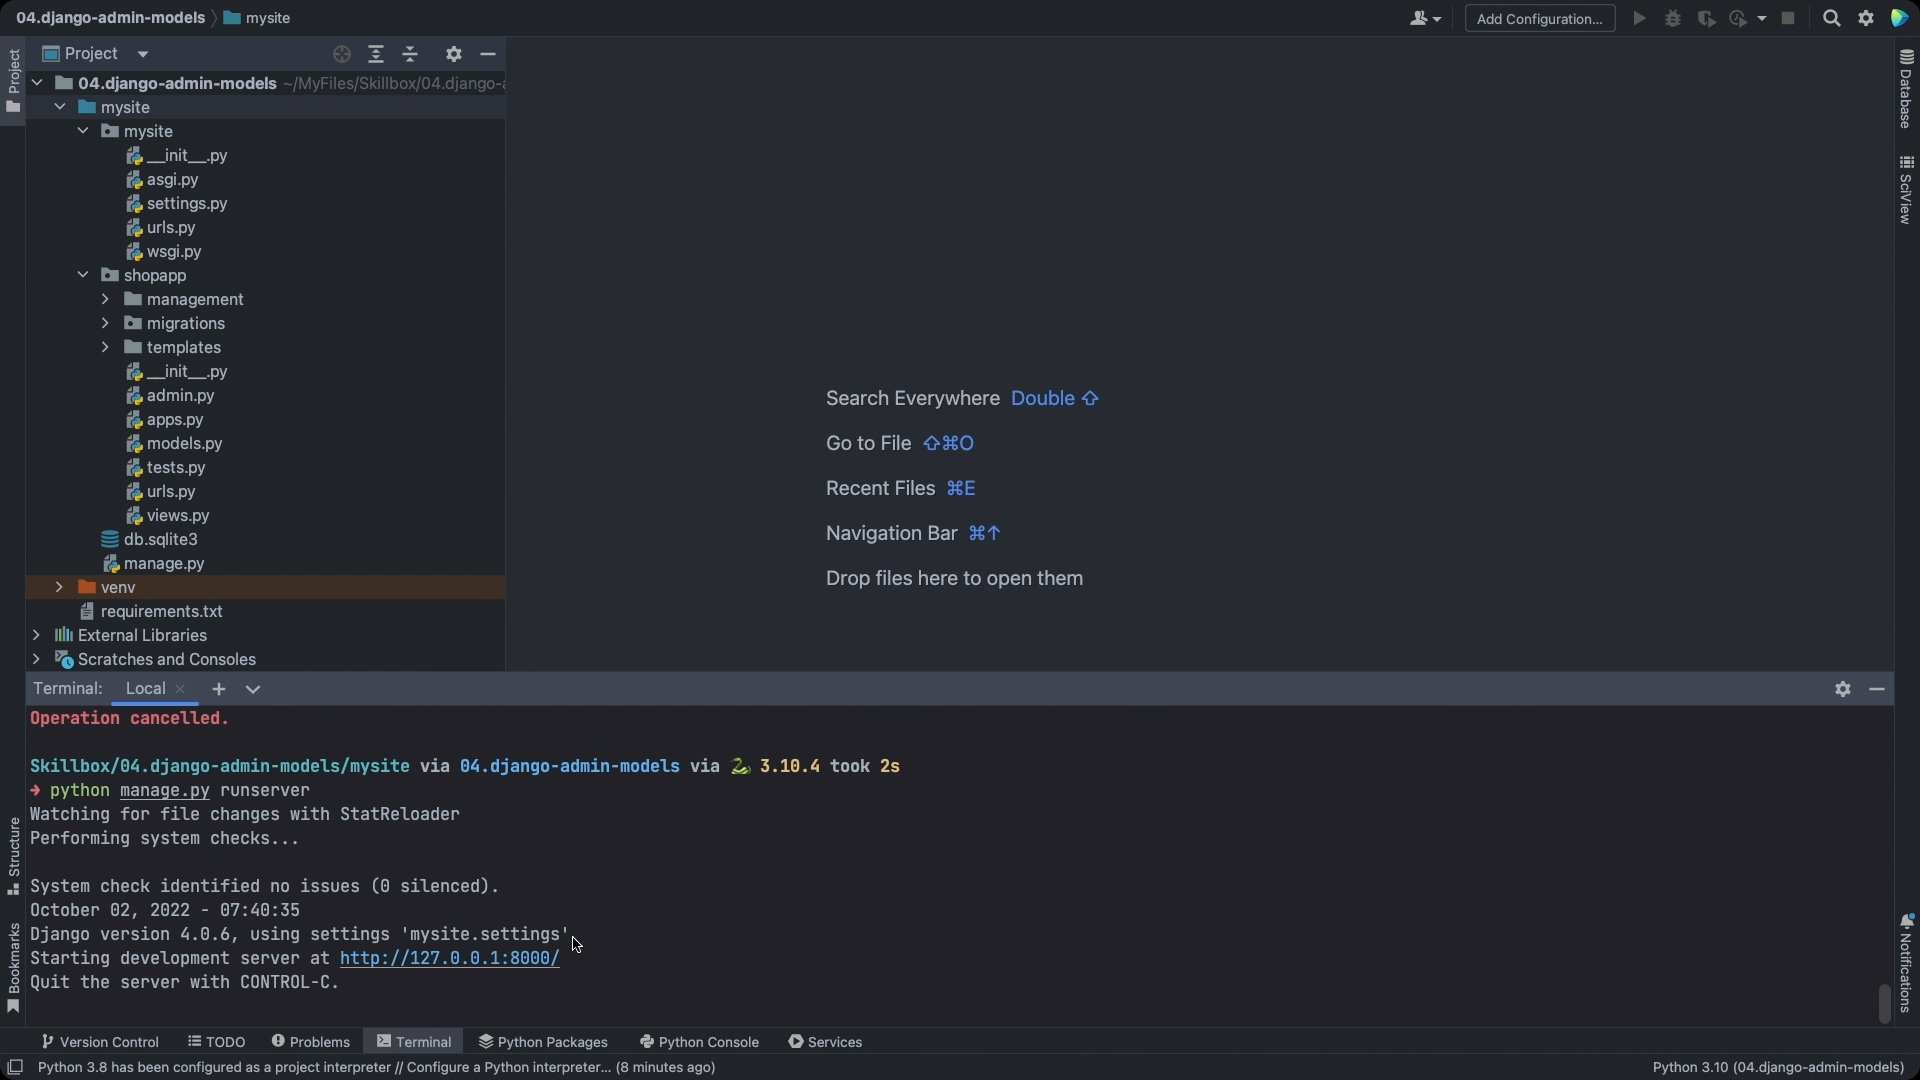 04.django-admin-models
mysite
Add Configuration...
Project
Project
04.django-admin-models ~/MyFiles/Skillbox/04.django-a
mysite
mysite
__init__.py
asgi.py
settings.py
urls.py
wsgi.py
shopapp
management
migrations
templates
__init__.py
admin.py
apps.py
models.py
tests.py
urls.py
views.py
db.sqlite3
manage.py
venv
requirements.txt
External Libraries
Scratches and Consoles
Search Everywhere Double ⇧
Go to File ⇧⌘O
Recent Files ⌘E
Navigation Bar ⌘↑
Drop files here to open them
Database
SciView
Terminal: Local
Operation cancelled.
Skillbox/04.django-admin-models/mysite via 04.django-admin-models via 🐍 3.10.4 took 2s
➜ python manage.py runserver
Watching for file changes with StatReloader
Performing system checks...
System check identified no issues (0 silenced).
October 02, 2022 - 07:40:35
Django version 4.0.6, using settings 'mysite.settings'
Starting development server at http://127.0.0.1:8000/
Quit the server with CONTROL-C.
Structure
Bookmarks
Notifications
Version Control TODO Problems Terminal Python Packages Python Console Services
Python 3.8 has been configured as a project interpreter // Configure a Python interpreter... (8 minutes ago)
Python 3.10 (04.django-admin-models)